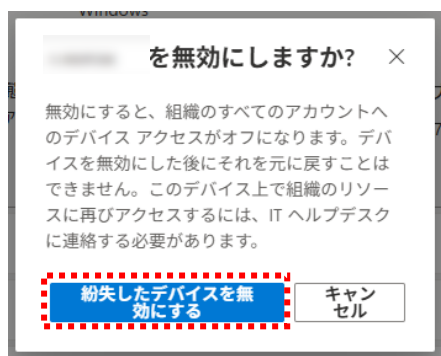 Windows
を無効にしますか?
無効にすると、組織のすべてのアカウントへ
のデバイス アクセスがオフになります。デバ
イスを無効にした後にそれを元に戻すことは
できません。このデバイス上で組織のリソー
スに再びアクセスするには、IT ヘルプデスク
に連絡する必要があります。
紛失したデバイスを無
効にする
キャン
セル